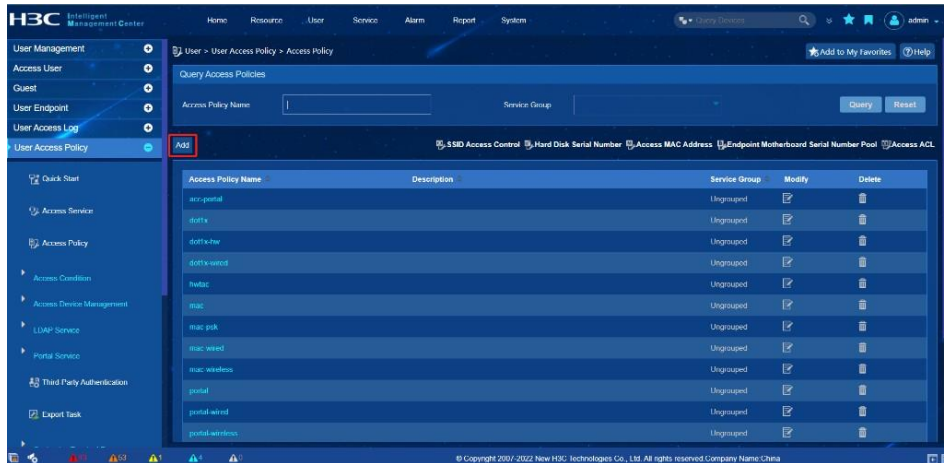 H3C Intelligent Management Center
Home Resource User Service Alarm Report System Query Devices admin
User Management
Access User
Guest
User Endpoint
User Access Log
User Access Policy
Quick Start
Access Service
Access Policy
Access Condition
Access Device Management
LDAP Service
Portal Service
Third Party Authentication
Export Task
User > User Access Policy > Access Policy
Add to My Favorites Help
Query Access Policies
Access Policy Name Service Group Query Reset
Add SSID Access Control Hard Disk Serial Number Access MAC Address Endpoint Motherboard Serial Number Pool Access ACL
Access Policy Name Description Service Group Modify Delete
acc-portal Ungrouped
dot1x Ungrouped
dot1x-hw Ungrouped
dot1x-wired Ungrouped
hwtac Ungrouped
mac Ungrouped
mac-psk Ungrouped
mac-wired Ungrouped
mac-wireless Ungrouped
portal Ungrouped
portal-wired Ungrouped
portal-wireless Ungrouped
© Copyright 2007-2022 New H3C Technologies Co., Ltd. All rights reserved.Company Name:China